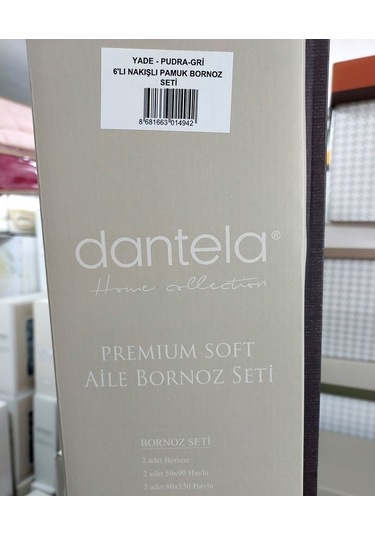 YADE - PUDRA-GRİ
6'LI NAKIŞLI PAMUK BORNOZ
SETİ
8 681663 014942
dantela®
Home collection
PREMIUM SOFT
AİLE BORNOZ SETİ
BORNOZ SETİ
2 adet Bornoz
2 adet 50x90 Havlu
2 adet 80x150 Havlu